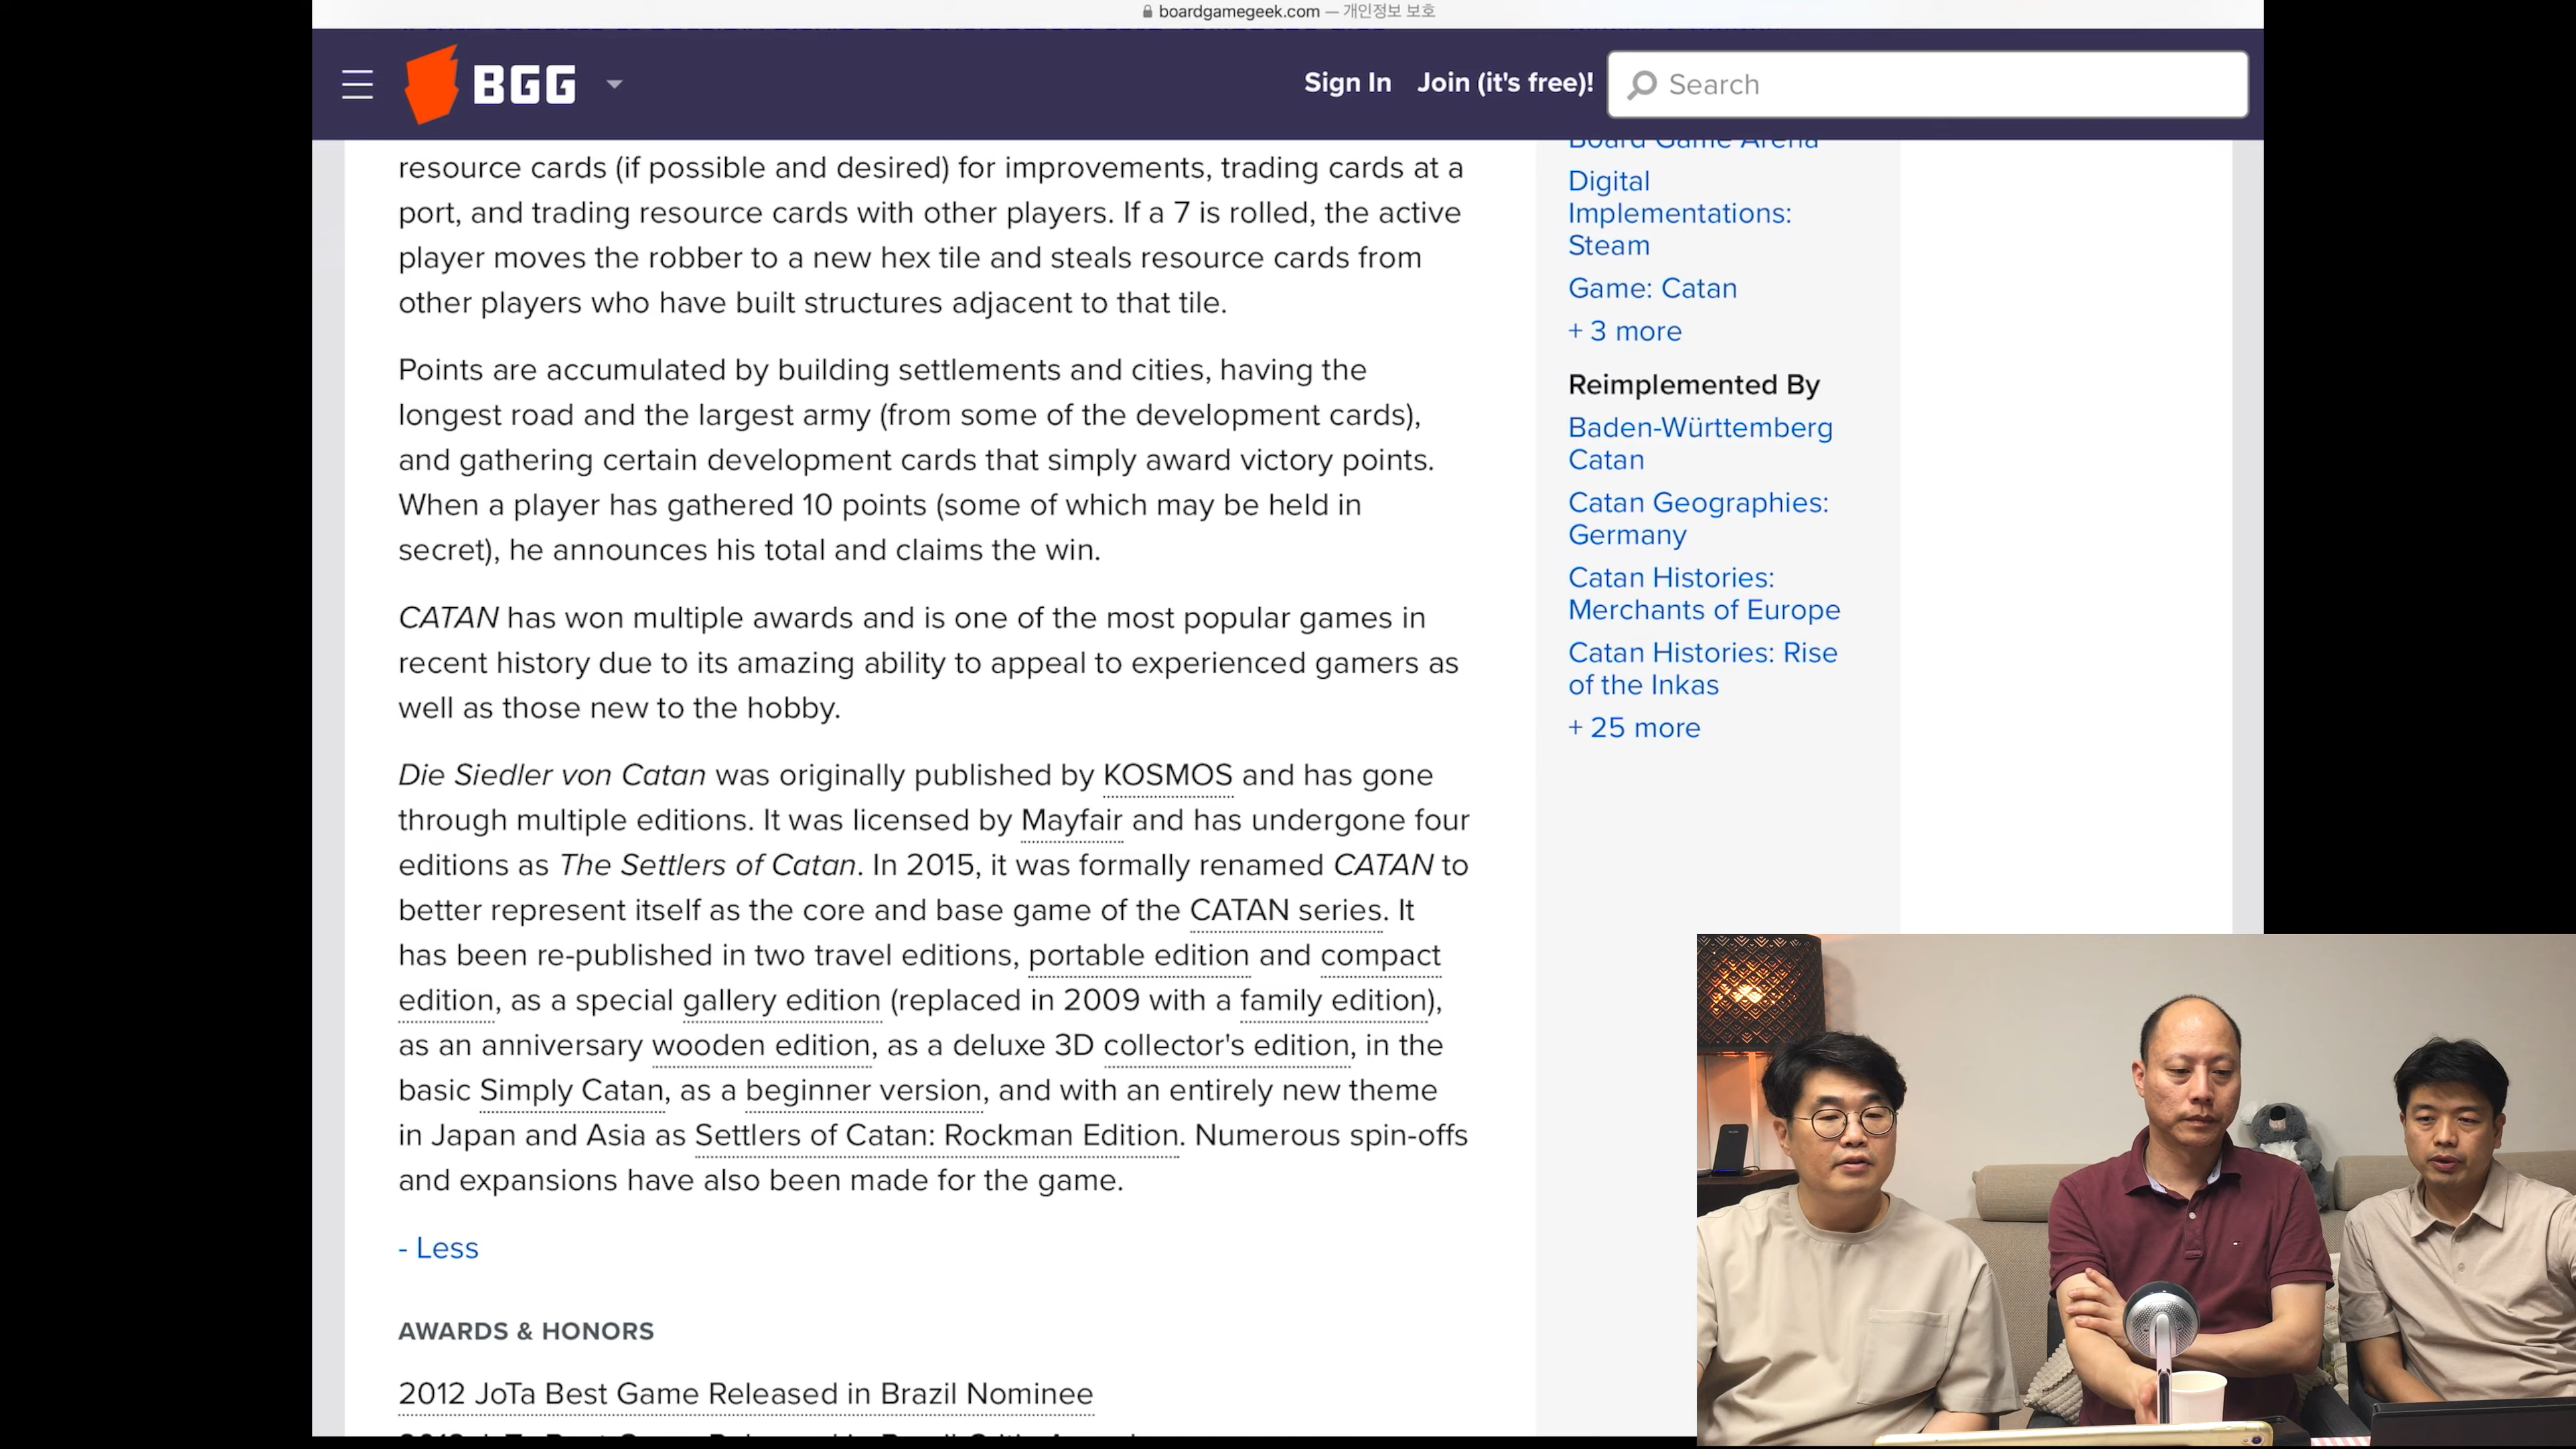 boardgamegeek.com — 개인정보 보호
BGG
Sign In
Join (it's free)!
Search
resource cards (if possible and desired) for improvements, trading cards at a
port, and trading resource cards with other players. If a 7 is rolled, the active
player moves the robber to a new hex tile and steals resource cards from
other players who have built structures adjacent to that tile.
Points are accumulated by building settlements and cities, having the
longest road and the largest army (from some of the development cards),
and gathering certain development cards that simply award victory points.
When a player has gathered 10 points (some of which may be held in
secret), he announces his total and claims the win.
CATAN has won multiple awards and is one of the most popular games in
recent history due to its amazing ability to appeal to experienced gamers as
well as those new to the hobby.
Die Siedler von Catan was originally published by KOSMOS and has gone
through multiple editions. It was licensed by Mayfair and has undergone four
editions as The Settlers of Catan. In 2015, it was formally renamed CATAN to
better represent itself as the core and base game of the CATAN series. It
has been re-published in two travel editions, portable edition and compact
edition, as a special gallery edition (replaced in 2009 with a family edition),
as an anniversary wooden edition, as a deluxe 3D collector's edition, in the
basic Simply Catan, as a beginner version, and with an entirely new theme
in Japan and Asia as Settlers of Catan: Rockman Edition. Numerous spin-offs
and expansions have also been made for the game.
- Less
AWARDS & HONORS
2012 JoTa Best Game Released in Brazil Nominee
Board Game Arena
Digital
Implementations:
Steam
Game: Catan
+ 3 more
Reimplemented By
Baden-Württemberg
Catan
Catan Geographies:
Germany
Catan Histories:
Merchants of Europe
Catan Histories: Rise
of the Inkas
+ 25 more